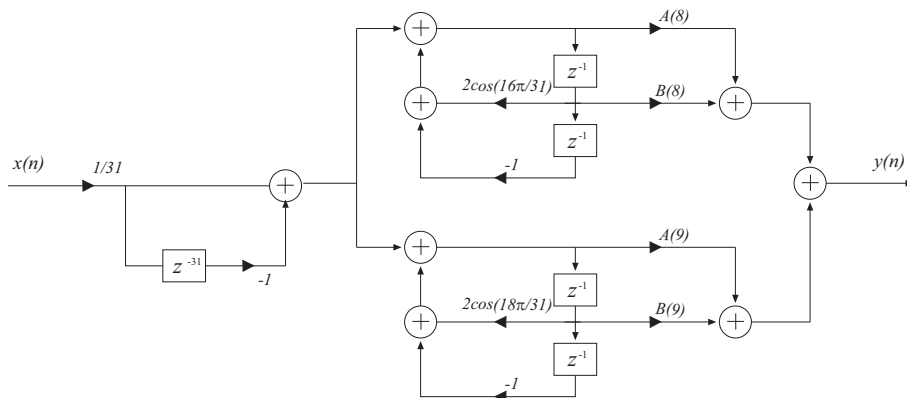 A(8)
z⁻¹
2cos(16π/31)
B(8)
z⁻¹
-1
x(n)
1/31
y(n)
z⁻³¹
-1
A(9)
z⁻¹
2cos(18π/31)
B(9)
z⁻¹
-1